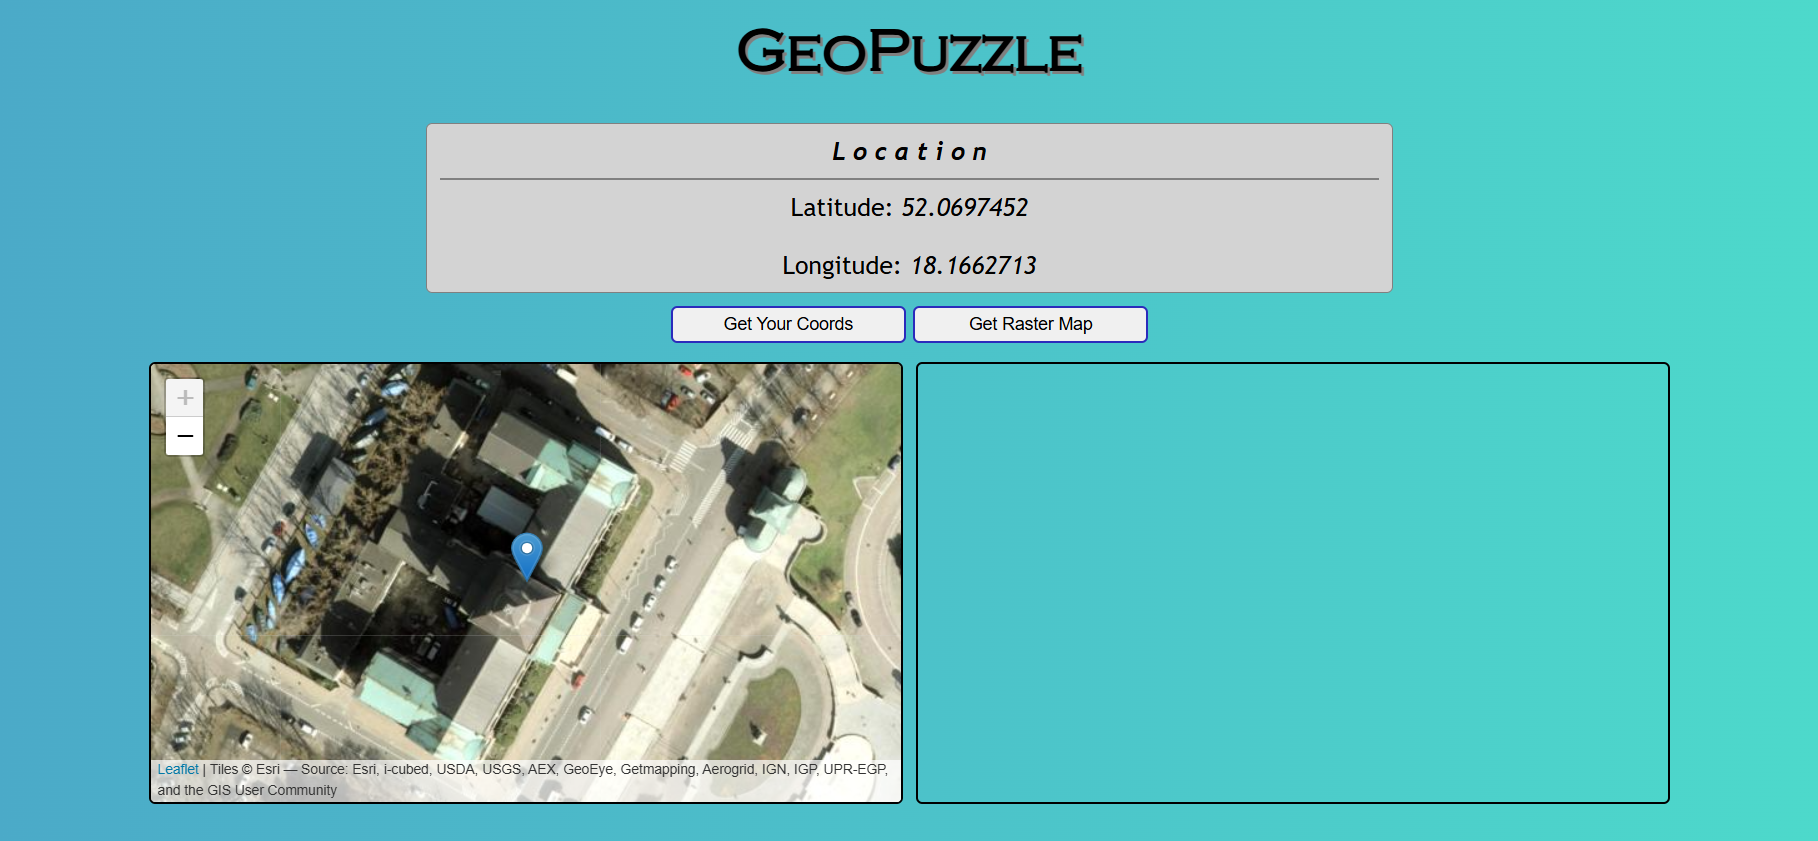 GeoPuzzle
Location
Latitude: 52.0697452
Longitude: 18.1662713
Get Your Coords
Get Raster Map
+
−
Leaflet | Tiles © Esri — Source: Esri, i-cubed, USDA, USGS, AEX, GeoEye, Getmapping, Aerogrid, IGN, IGP, UPR-EGP,
and the GIS User Community